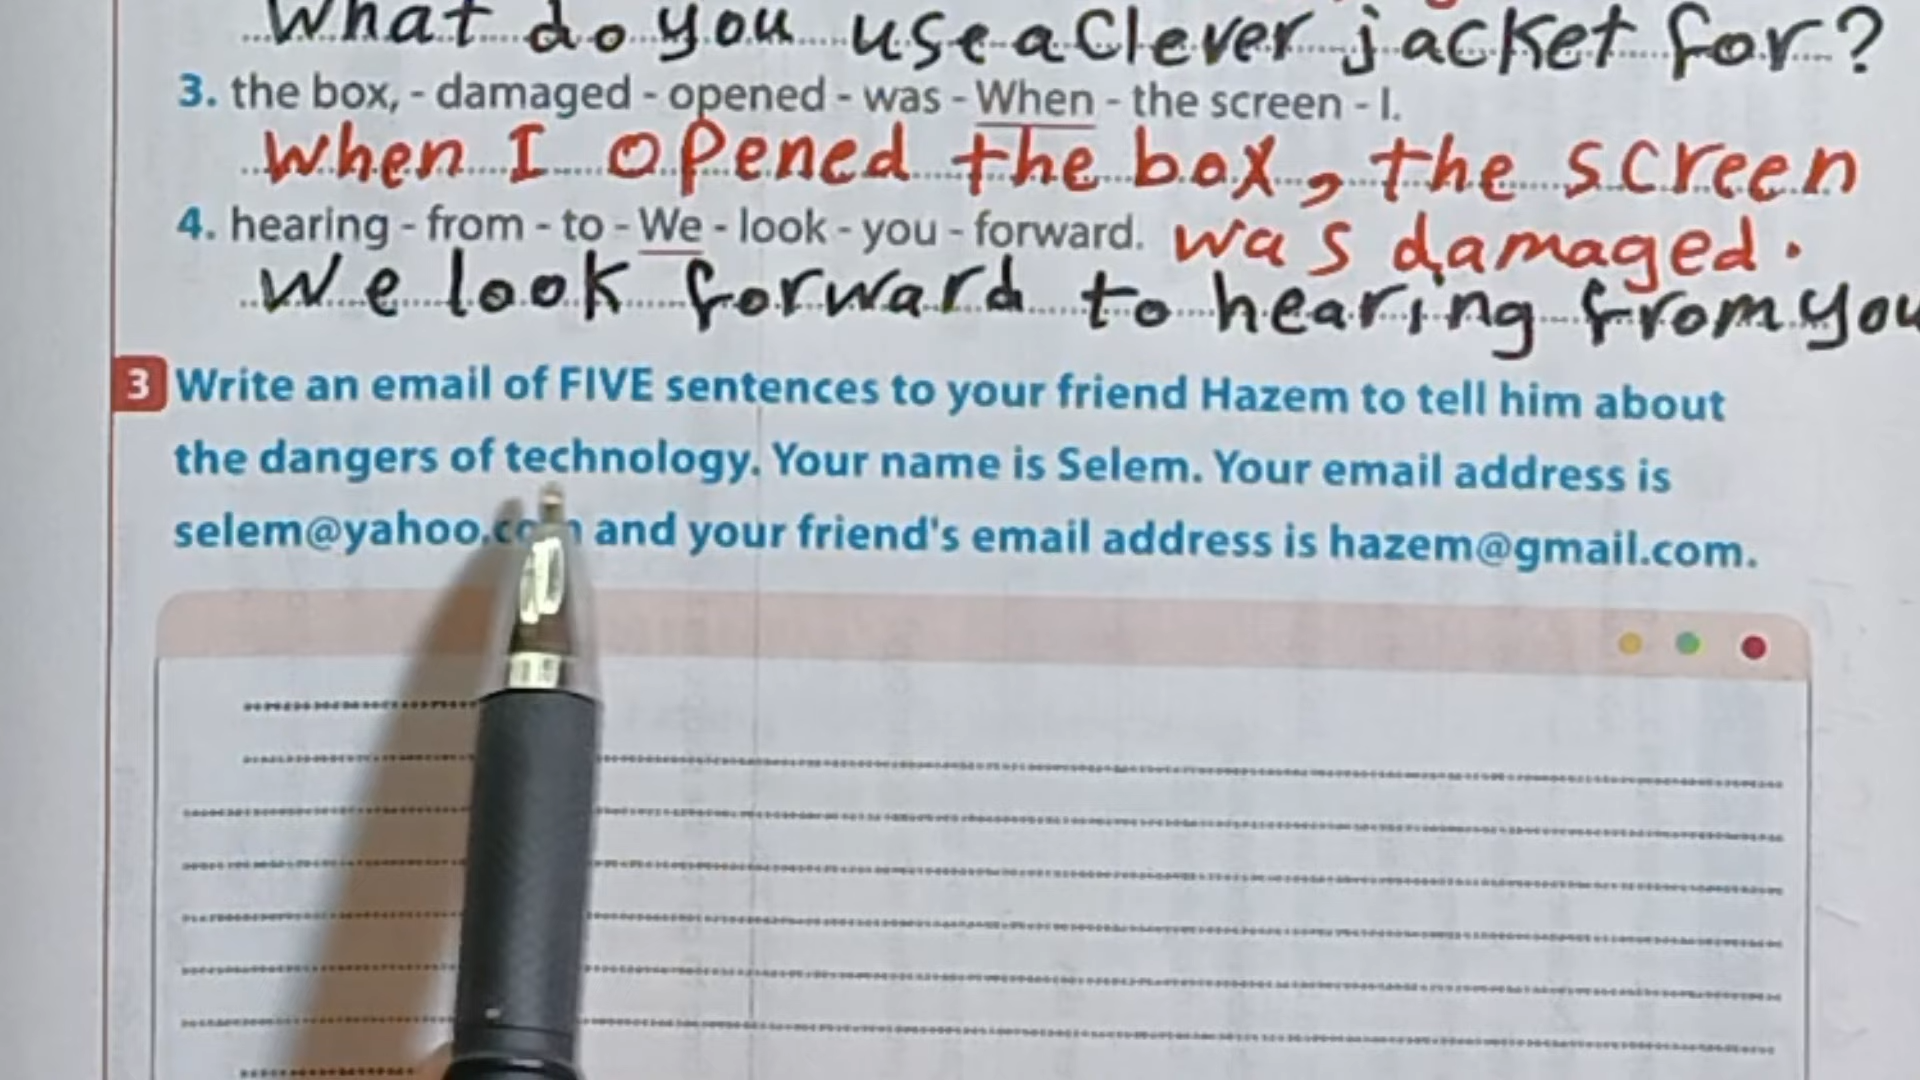 What do you use a Clever jacket for?
3. the box, - damaged - opened - was - When - the screen - I.
When I opened the box, the screen
4. hearing - from - to - We - look - you - forward. was damaged.
We look forward to hearing from you
3 Write an email of FIVE sentences to your friend Hazem to tell him about
the dangers of technology. Your name is Selem. Your email address is
selem@yahoo.com and your friend's email address is hazem@gmail.com.